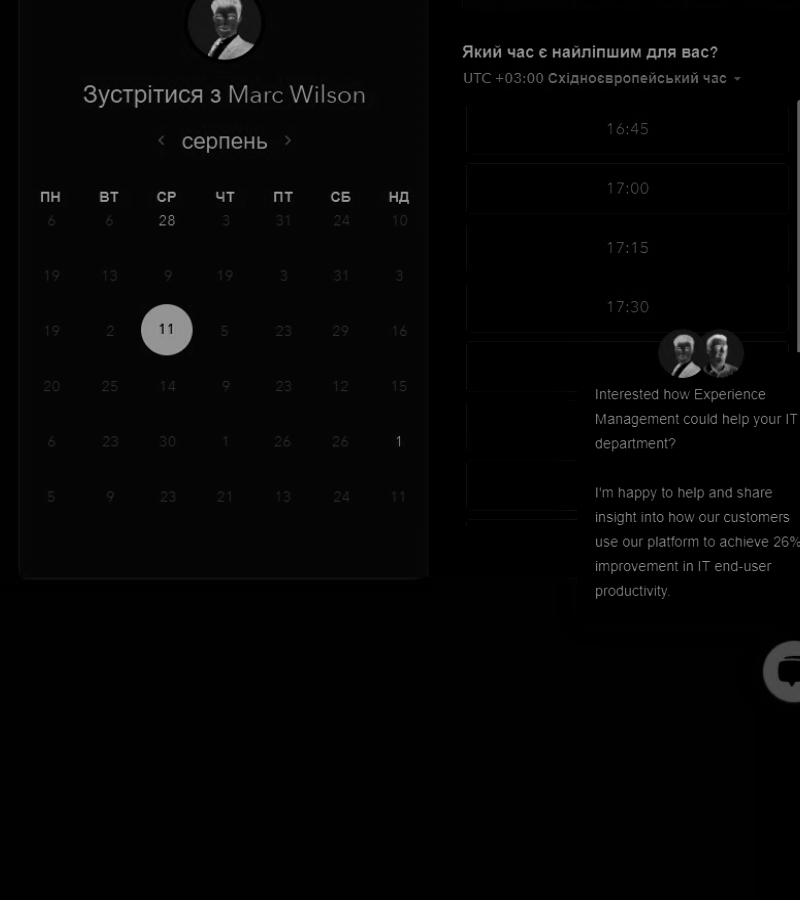 Зустрітися з Marc Wilson
серпень
ПН ВТ СР ЧТ ПТ СБ НД
6 6 28 3 31 24 10
19 13 9 19 3 31 3
19 2 11 5 23 29 16
20 25 14 9 23 12 15
6 23 30 1 26 26 1
5 9 23 21 13 24 11
Який час є найліпшим для вас?
UTC +03:00 Східноєвропейський час
16:45
17:00
17:15
17:30
Interested how Experience
Management could help your IT
department?
I'm happy to help and share
insight into how our customers
use our platform to achieve 26%
improvement in IT end-user
productivity.